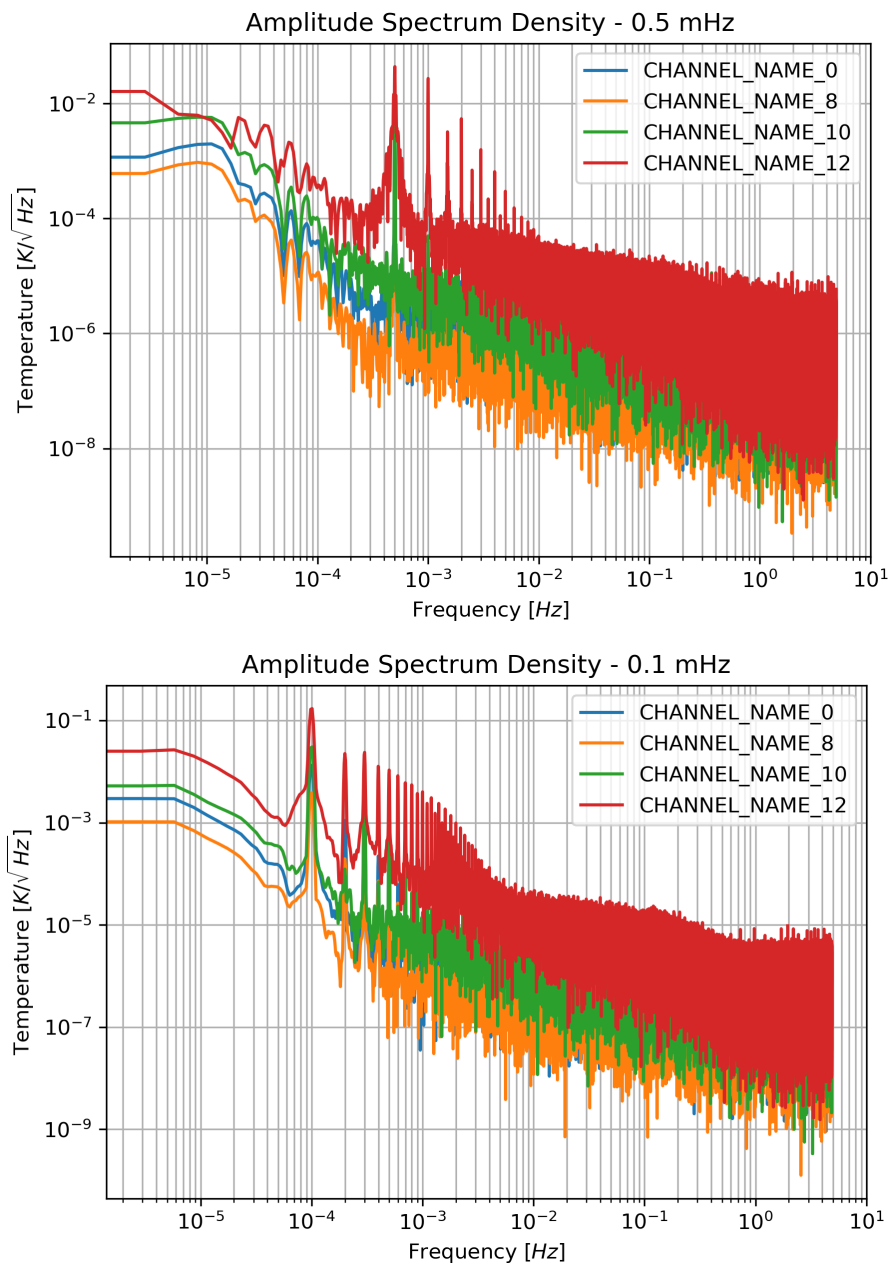 Amplitude Spectrum Density - 0.5 mHz
CHANNEL_NAME_0
CHANNEL_NAME_8
CHANNEL_NAME_10
CHANNEL_NAME_12
Temperature [K/√Hz]
10⁻²
10⁻⁴
10⁻⁶
10⁻⁸
10⁻⁵ 10⁻⁴ 10⁻³ 10⁻² 10⁻¹ 10⁰ 10¹
Frequency [Hz]
Amplitude Spectrum Density - 0.1 mHz
CHANNEL_NAME_0
CHANNEL_NAME_8
CHANNEL_NAME_10
CHANNEL_NAME_12
Temperature [K/√Hz]
10⁻¹
10⁻³
10⁻⁵
10⁻⁷
10⁻⁹
10⁻⁵ 10⁻⁴ 10⁻³ 10⁻² 10⁻¹ 10⁰ 10¹
Frequency [Hz]